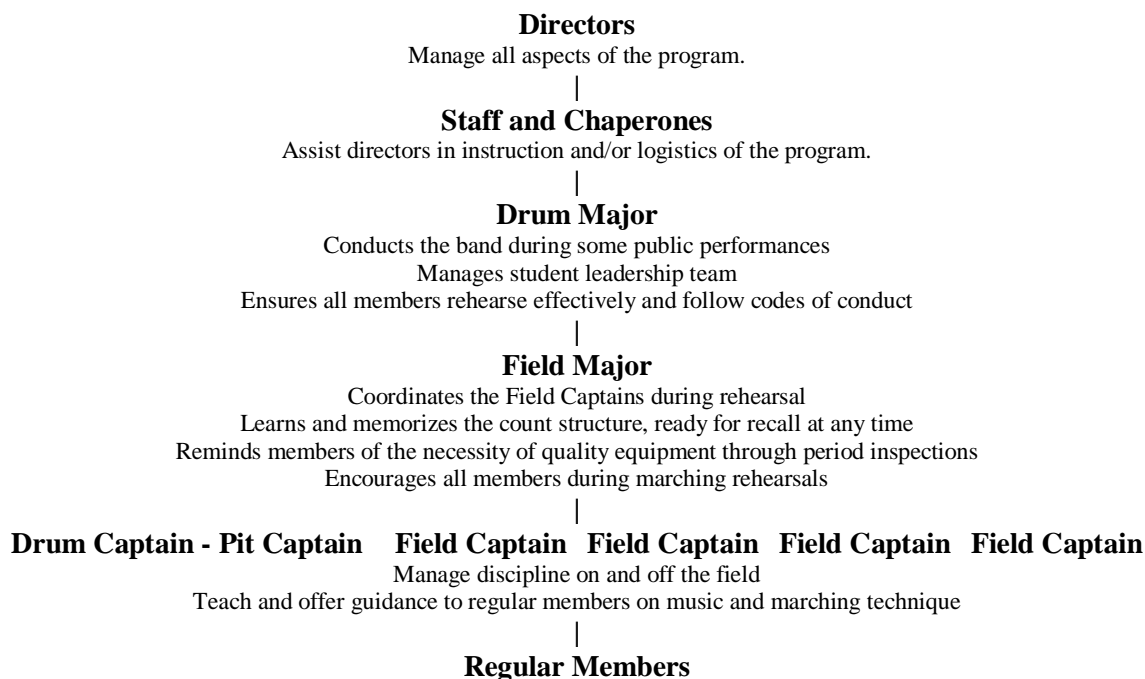 Directors
Manage all aspects of the program.
|
Staff and Chaperones
Assist directors in instruction and/or logistics of the program.
|
Drum Major
Conducts the band during some public performances
Manages student leadership team
Ensures all members rehearse effectively and follow codes of conduct
|
Field Major
Coordinates the Field Captains during rehearsal
Learns and memorizes the count structure, ready for recall at any time
Reminds members of the necessity of quality equipment through period inspections
Encourages all members during marching rehearsals
|
Drum Captain - Pit Captain Field Captain Field Captain Field Captain Field Captain
Manage discipline on and off the field
Teach and offer guidance to regular members on music and marching technique
|
Regular Members